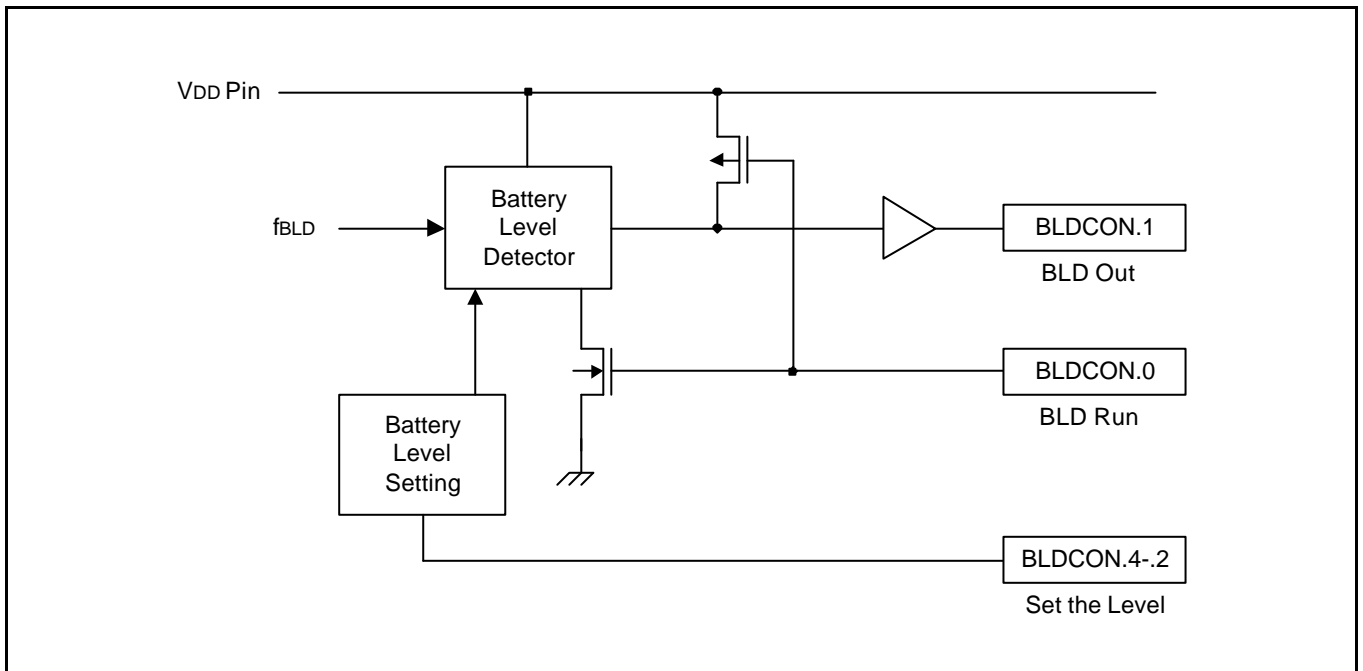 VDD Pin
Battery
Level
Detector
fBLD
BLDCON.1
BLD Out
BLDCON.0
BLD Run
Battery
Level
Setting
BLDCON.4-.2
Set the Level